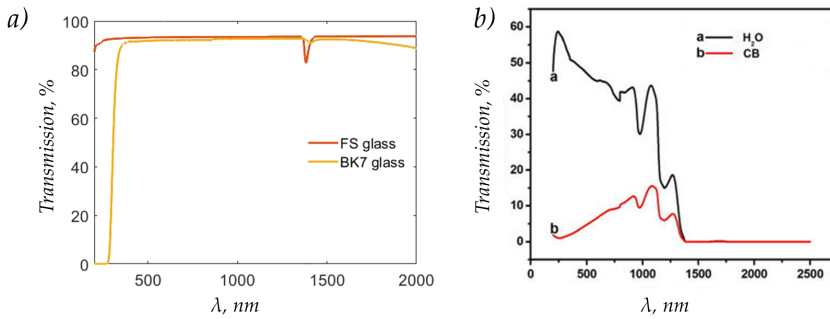 a)
Transmission, %
100
80
60
40
20
0
FS glass
BK7 glass
500
1000
1500
2000
λ, nm
b)
Transmission, %
60
50
40
30
20
10
0
a
b
a H₂O
b CB
0
500
1000
1500
2000
2500
λ, nm